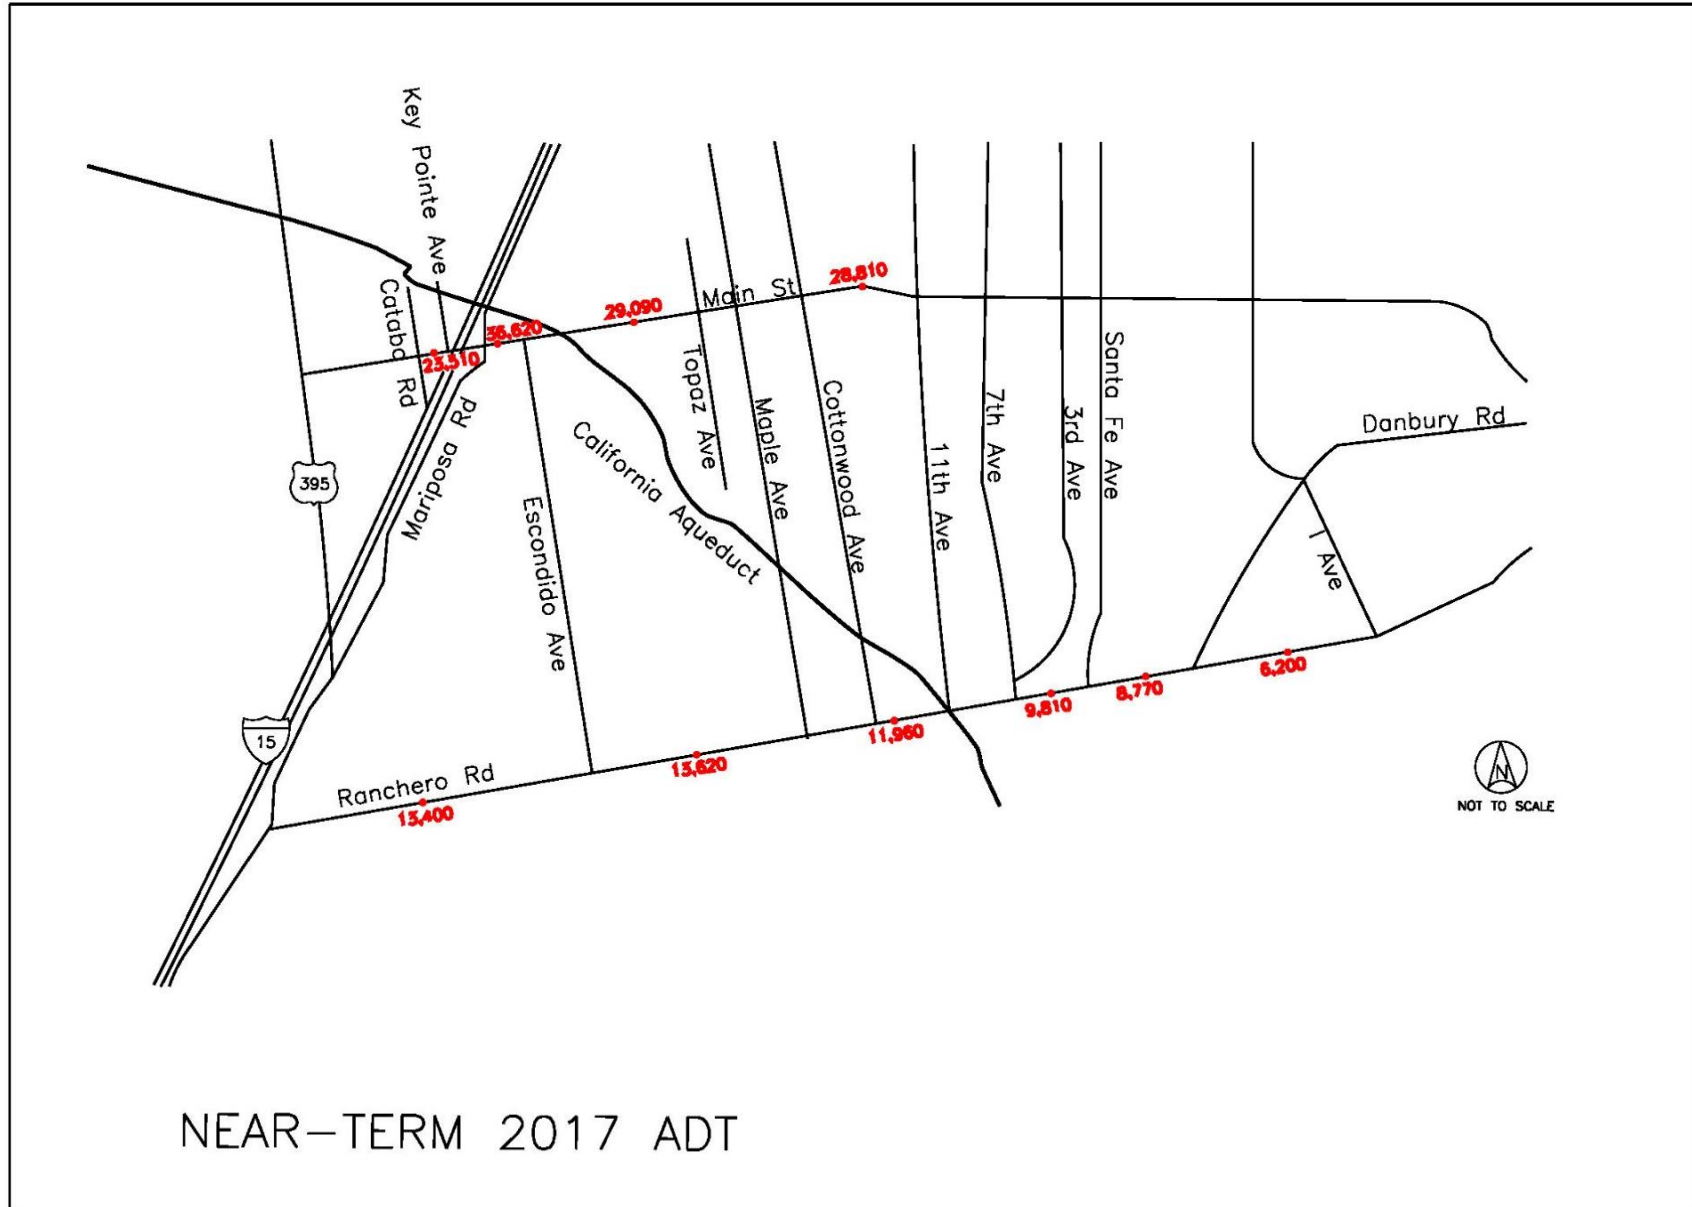 Key Pointe Ave
28,810
Main St
29,090
Cataba Rd
36,620
23,510
Santa Fe Ave
Topaz Ave
7th Ave
Cottonwood Ave
3rd Ave
Maple Ave
Danbury Rd
Mariposa Rd
California Aqueduct
11th Ave
395
Escondido Ave
I Ave
6,200
8,770
9,810
11,960
15
13,620
Ranchero Rd
13,400
N
NOT TO SCALE
NEAR-TERM 2017 ADT